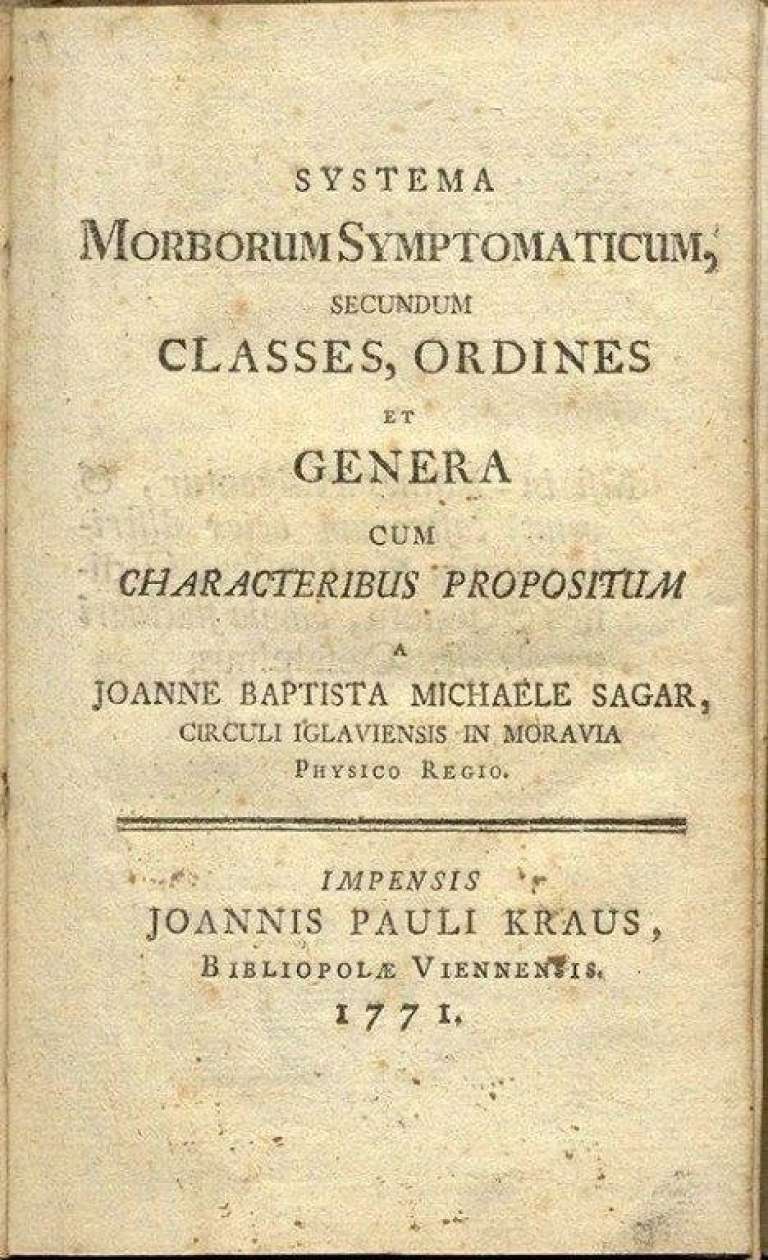 SYSTEMA
MORBORUM SYMPTOMATICUM,
SECUNDUM
CLASSES, ORDINES
ET
GENERA
CUM
CHARACTERIBUS PROPOSITUM
A
JOANNE BAPTISTA MICHAELE SAGAR,
CIRCULI IGLAVIENSIS IN MORAVIA
PHYSICO REGIO.
IMPENSIS
JOANNIS PAULI KRAUS,
BIBLIOPOLÆ VIENNENSIS.
1771.